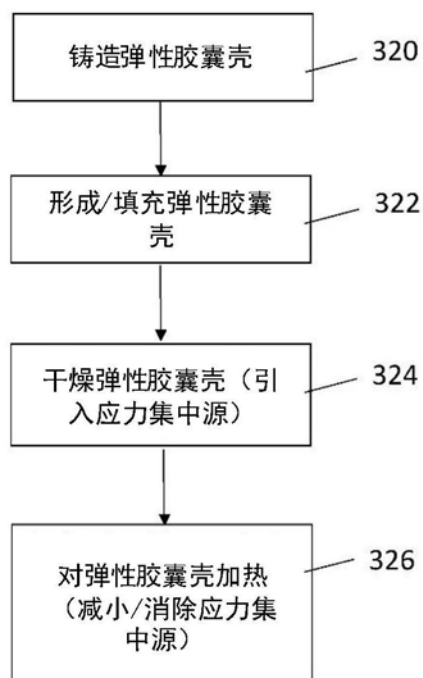 铸造弹性胶囊壳
320
形成/填充弹性胶囊
壳
322
干燥弹性胶囊壳（引
入应力集中源）
324
对弹性胶囊壳加热
（减小/消除应力集
中源）
326